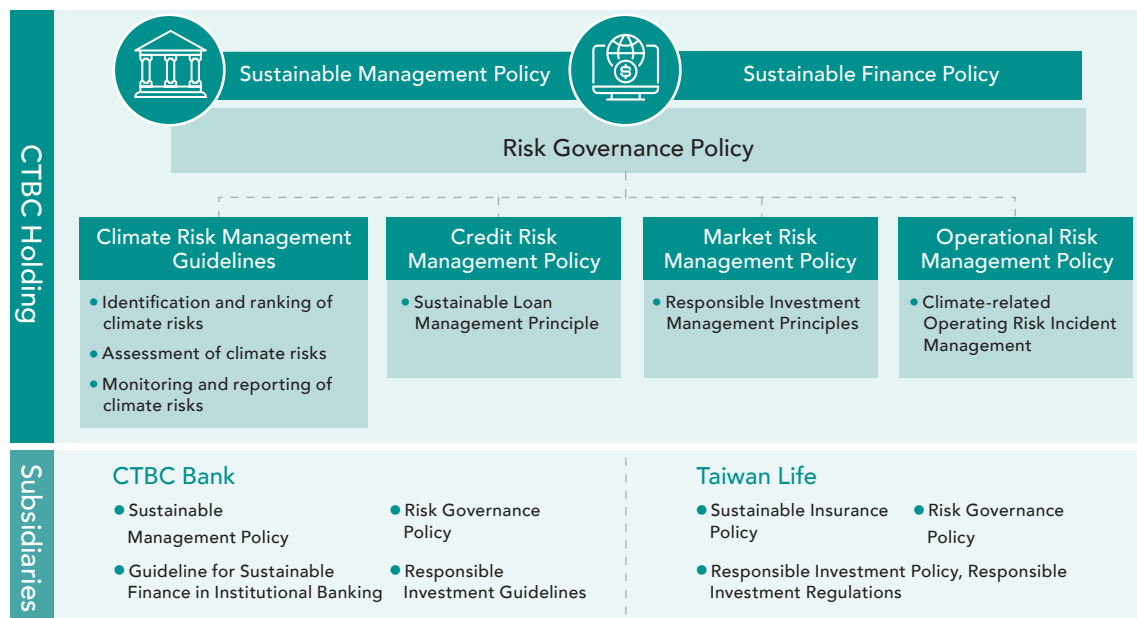 CTBC Holding
Sustainable Management Policy
Sustainable Finance Policy
Risk Governance Policy
Climate Risk Management
Guidelines
• Identification and ranking of
climate risks
• Assessment of climate risks
• Monitoring and reporting of
climate risks
Credit Risk
Management Policy
• Sustainable Loan
Management Principle
Market Risk
Management Policy
• Responsible Investment
Management Principles
Operational Risk
Management Policy
• Climate-related
Operating Risk Incident
Management
Subsidiaries
CTBC Bank
• Sustainable
Management Policy
• Risk Governance
Policy
• Guideline for Sustainable
Finance in Institutional Banking
• Responsible
Investment Guidelines
Taiwan Life
• Sustainable Insurance
Policy
• Risk Governance
Policy
• Responsible Investment Policy, Responsible
Investment Regulations